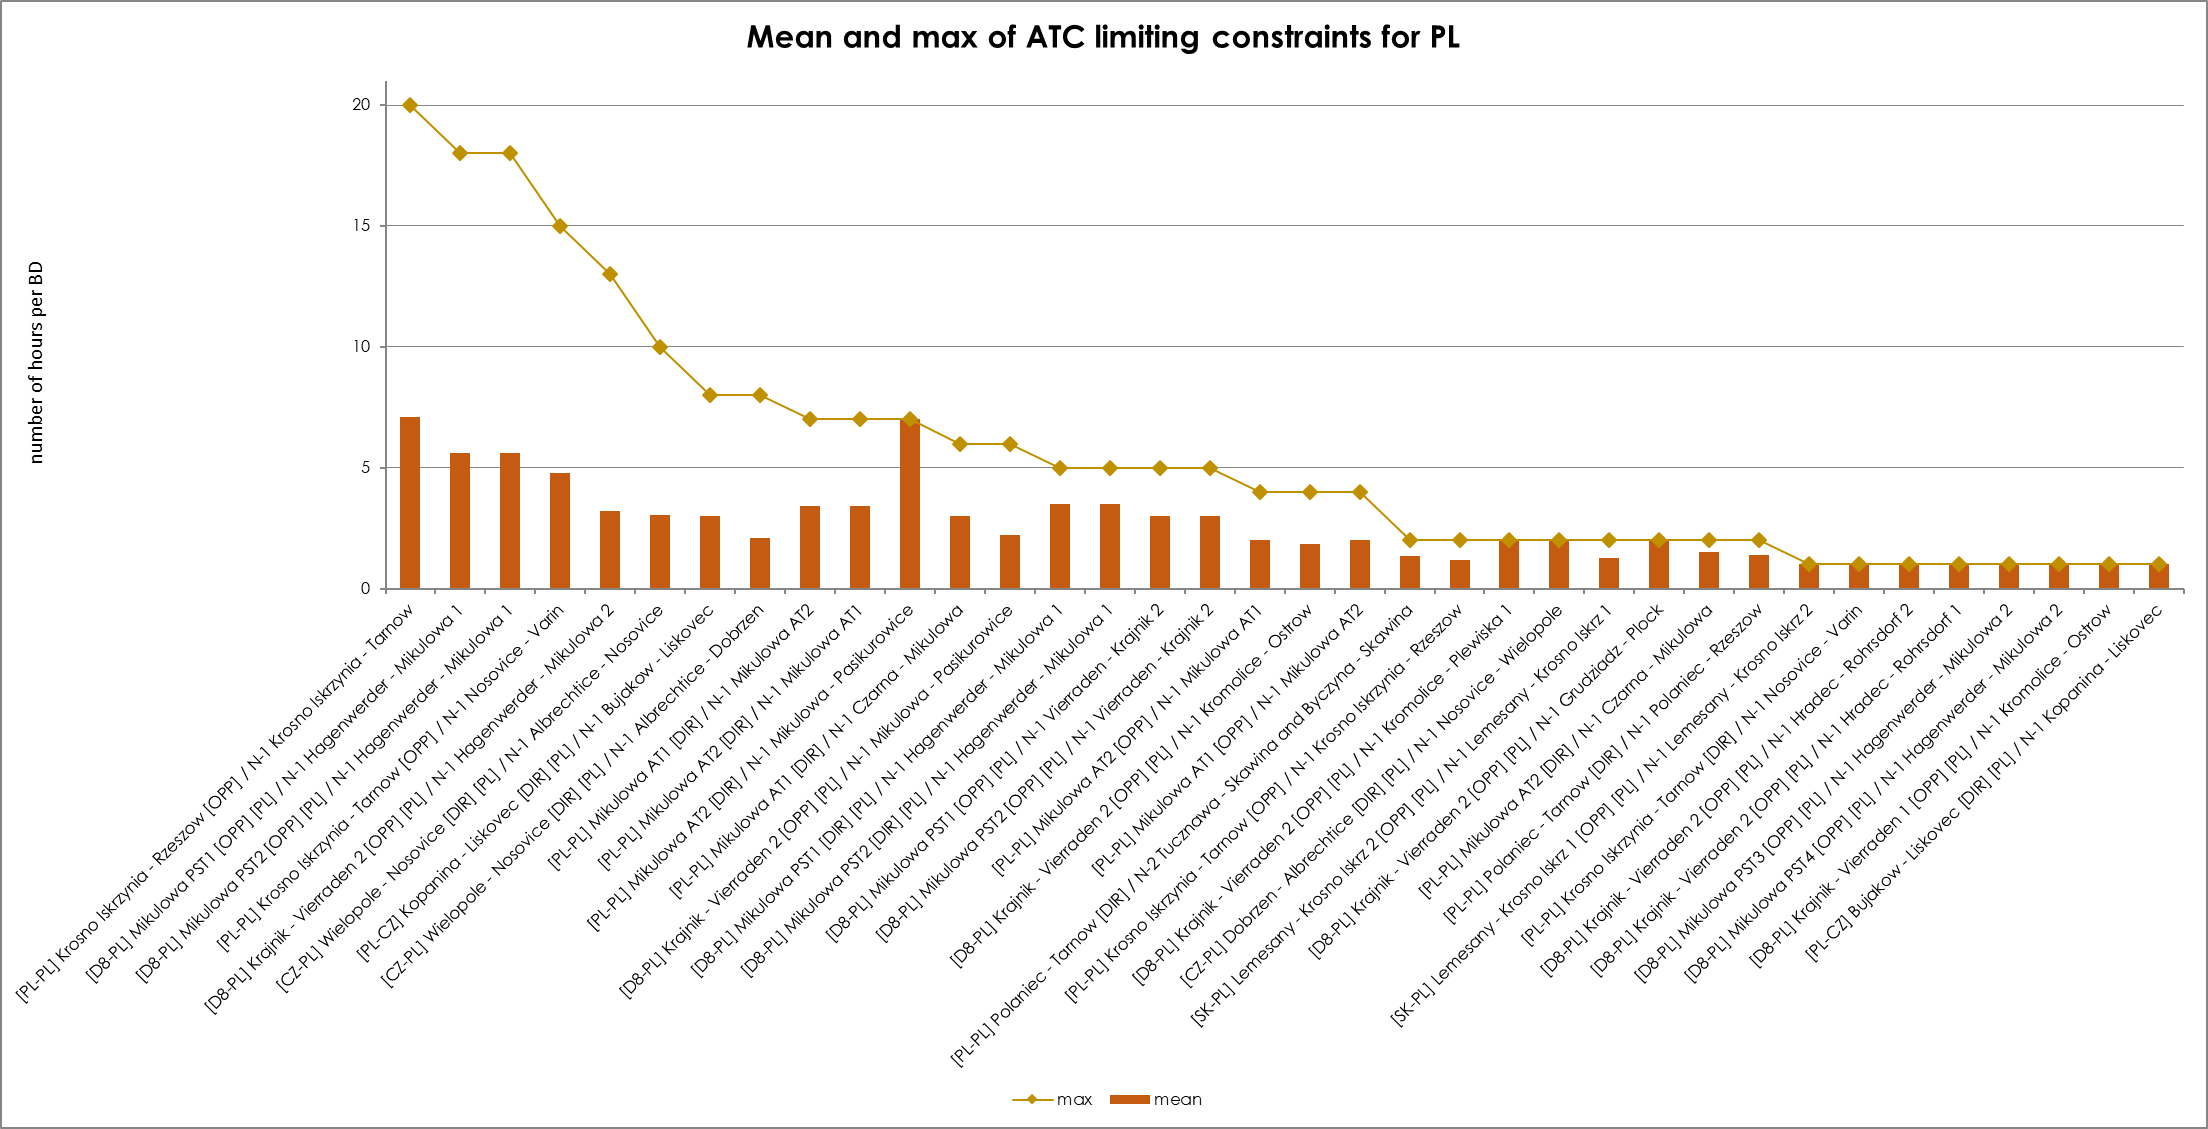 Mean and max of ATC limiting constraints for PL
number of hours per BD
20
15
10
5
0
[PL-PL] Krosno Iskrzynia - Rzeszow [OPP] / N-1 Krosno Iskrzynia - Tarnow
[D8-PL] Mikulowa PST1 [OPP] [PL] / N-1 Hagenwerder - Mikulowa 1
[D8-PL] Mikulowa PST2 [OPP] [PL] / N-1 Hagenwerder - Mikulowa 1
[PL-PL] Krosno Iskrzynia - Tarnow [OPP] / N-1 Nosovice - Varin
[D8-PL] Krajnik - Vierraden 2 [OPP] [PL] / N-1 Hagenwerder - Mikulowa 2
[CZ-PL] Wielopole - Nosovice [DIR] [PL] / N-1 Albrechtice - Nosovice
[PL-CZ] Kopanina - Liskovec [DIR] [PL] / N-1 Bujakow - Liskovec
[CZ-PL] Wielopole - Nosovice [DIR] [PL] / N-1 Albrechtice - Dobrzen
[PL-PL] Mikulowa AT1 [DIR] / N-1 Mikulowa AT2
[PL-PL] Mikulowa AT2 [DIR] / N-1 Mikulowa AT1
[PL-PL] Mikulowa AT2 [DIR] / N-1 Mikulowa - Pasikurowice
[PL-PL] Mikulowa AT1 [DIR] / N-1 Czarna - Mikulowa
[D8-PL] Krajnik - Vierraden 2 [OPP] [PL] / N-1 Mikulowa - Pasikurowice
[D8-PL] Mikulowa PST1 [DIR] [PL] / N-1 Hagenwerder - Mikulowa 1
[D8-PL] Mikulowa PST2 [DIR] [PL] / N-1 Hagenwerder - Mikulowa 1
[D8-PL] Mikulowa PST1 [OPP] [PL] / N-1 Vierraden - Krajnik 2
[D8-PL] Mikulowa PST2 [OPP] [PL] / N-1 Vierraden - Krajnik 2
[PL-PL] Mikulowa AT2 [OPP] / N-1 Mikulowa AT1
[D8-PL] Krajnik - Vierraden 2 [OPP] [PL] / N-1 Kromolice - Ostrow
[PL-PL] Mikulowa AT1 [OPP] / N-1 Mikulowa AT2
[PL-PL] Polaniec - Tarnow [DIR] / N-2 Tucznawa - Skawina and Byczyna - Skawina
[PL-PL] Krosno Iskrzynia - Tarnow [OPP] / N-1 Krosno Iskrzynia - Rzeszow
[D8-PL] Krajnik - Vierraden 2 [OPP] [PL] / N-1 Kromolice - Plewiska 1
[CZ-PL] Dobrzen - Albrechtice [DIR] [PL] / N-1 Nosovice - Wielopole
[SK-PL] Lemesany - Krosno Iskrz 2 [OPP] [PL] / N-1 Lemesany - Krosno Iskrz 1
[D8-PL] Krajnik - Vierraden 2 [OPP] [PL] / N-1 Grudziadz - Plock
[PL-PL] Mikulowa AT2 [DIR] / N-1 Czarna - Mikulowa
[PL-PL] Polaniec - Tarnow [DIR] / N-1 Polaniec - Rzeszow
[SK-PL] Lemesany - Krosno Iskrz 1 [OPP] [PL] / N-1 Lemesany - Krosno Iskrz 2
[PL-PL] Krosno Iskrzynia - Tarnow [DIR] / N-1 Nosovice - Varin
[D8-PL] Krajnik - Vierraden 2 [OPP] [PL] / N-1 Hradec - Rohrsdorf 2
[D8-PL] Krajnik - Vierraden 2 [OPP] [PL] / N-1 Hradec - Rohrsdorf 1
[D8-PL] Mikulowa PST3 [OPP] [PL] / N-1 Hagenwerder - Mikulowa 2
[D8-PL] Mikulowa PST4 [OPP] [PL] / N-1 Hagenwerder - Mikulowa 2
[D8-PL] Krajnik - Vierraden 1 [OPP] [PL] / N-1 Kromolice - Ostrow
[PL-CZ] Bujakow - Liskovec [DIR] [PL] / N-1 Kopanina - Liskovec
max
mean